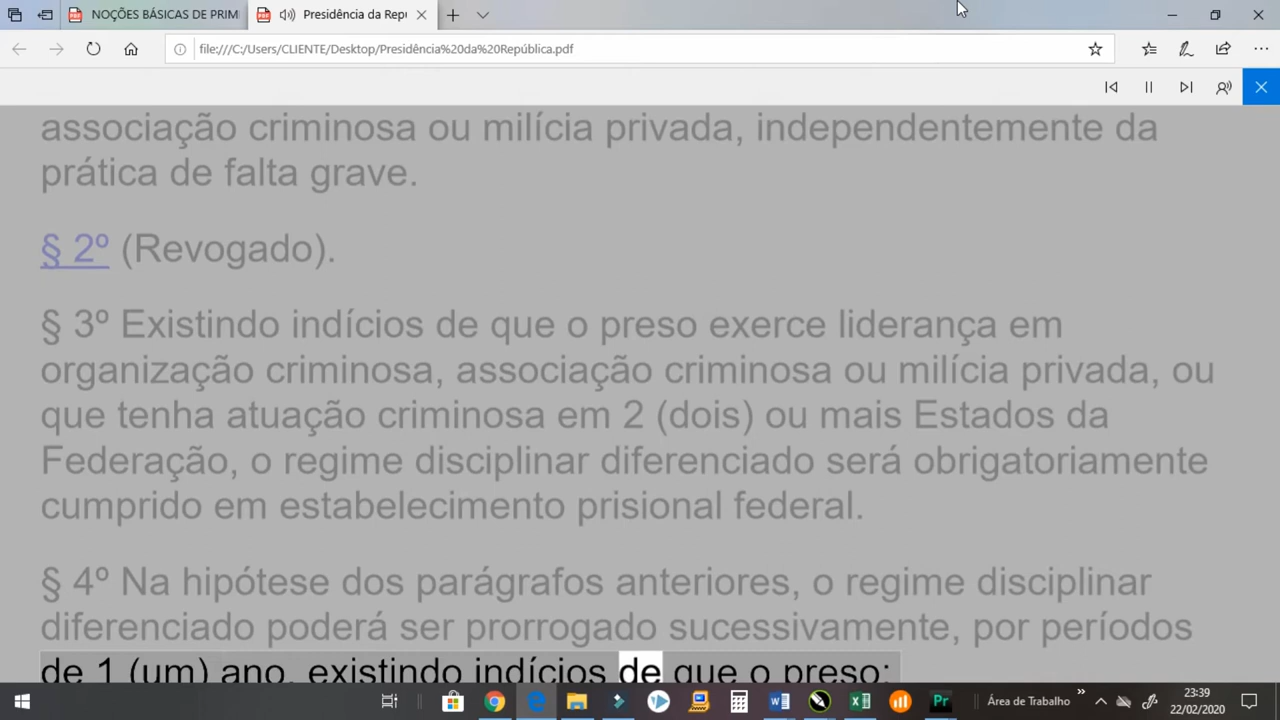 NOÇÕES BÁSICAS DE PRIM
Presidência da Repú
file:///C:/Users/CLIENTE/Desktop/Presidência%20da%20República.pdf
associação criminosa ou milícia privada, independentemente da
prática de falta grave.
§ 2º (Revogado).
§ 3º Existindo indícios de que o preso exerce liderança em
organização criminosa, associação criminosa ou milícia privada, ou
que tenha atuação criminosa em 2 (dois) ou mais Estados da
Federação, o regime disciplinar diferenciado será obrigatoriamente
cumprido em estabelecimento prisional federal.
§ 4º Na hipótese dos parágrafos anteriores, o regime disciplinar
diferenciado poderá ser prorrogado sucessivamente, por períodos
de 1 (um) ano, existindo indícios de que o preso:
Área de Trabalho
23:39
22/02/2020